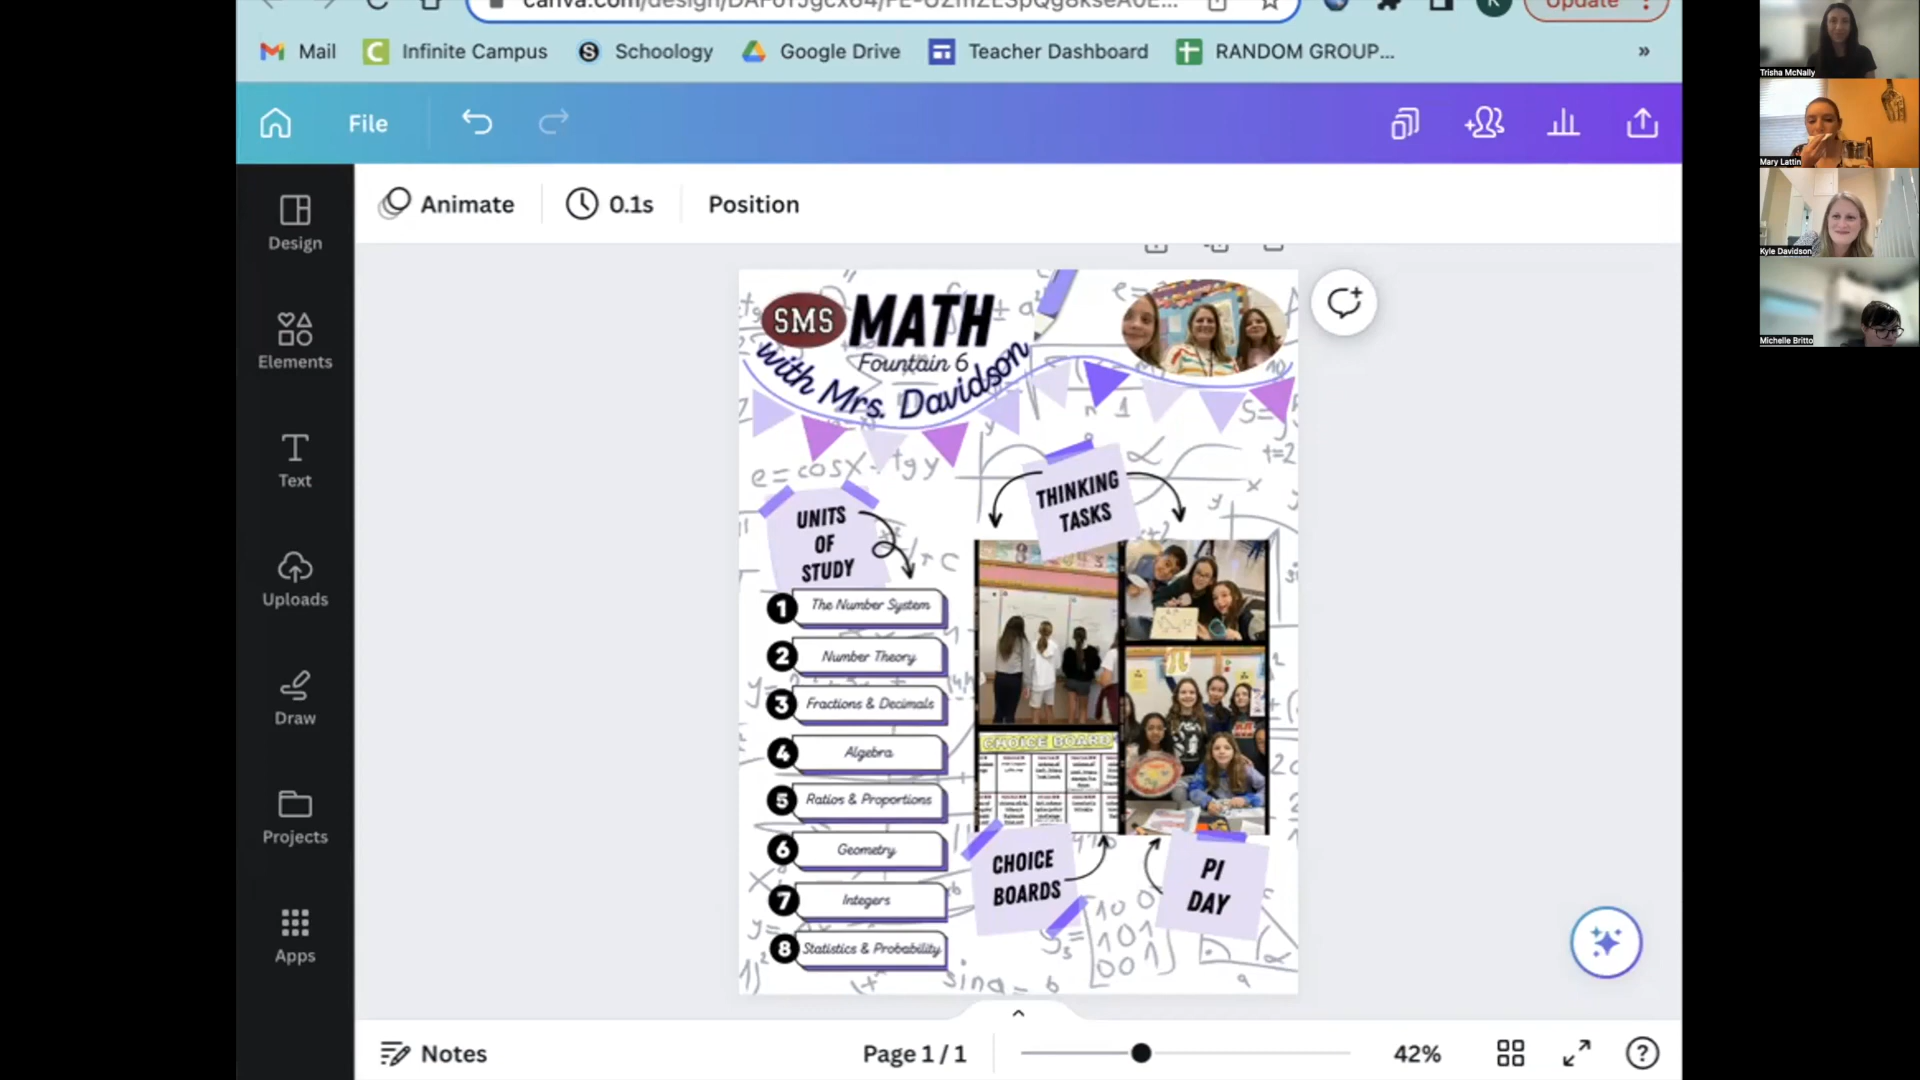 Update
Mail
Infinite Campus
Schoology
Google Drive
Teacher Dashboard
RANDOM GROUP...
»
File
Animate
0.1s
Position
Design
Elements
Text
Uploads
Draw
Projects
Apps
SMS
MATH
Fountain 6
with Mrs. Davidson
e=cosx-tgy
THINKING
TASKS
UNITS
OF
STUDY
1 The Number System
2 Number Theory
3 Fractions & Decimals
4 Algebra
5 Ratios & Proportions
6 Geometry
7 Integers
8 Statistics & Probability
CHOICE BOARD
CHOICE
BOARDS
PI
DAY
Notes
Page 1 / 1
42%
Trisha McNally
Mary Lattin
Kyle Davidson
Michelle Britto